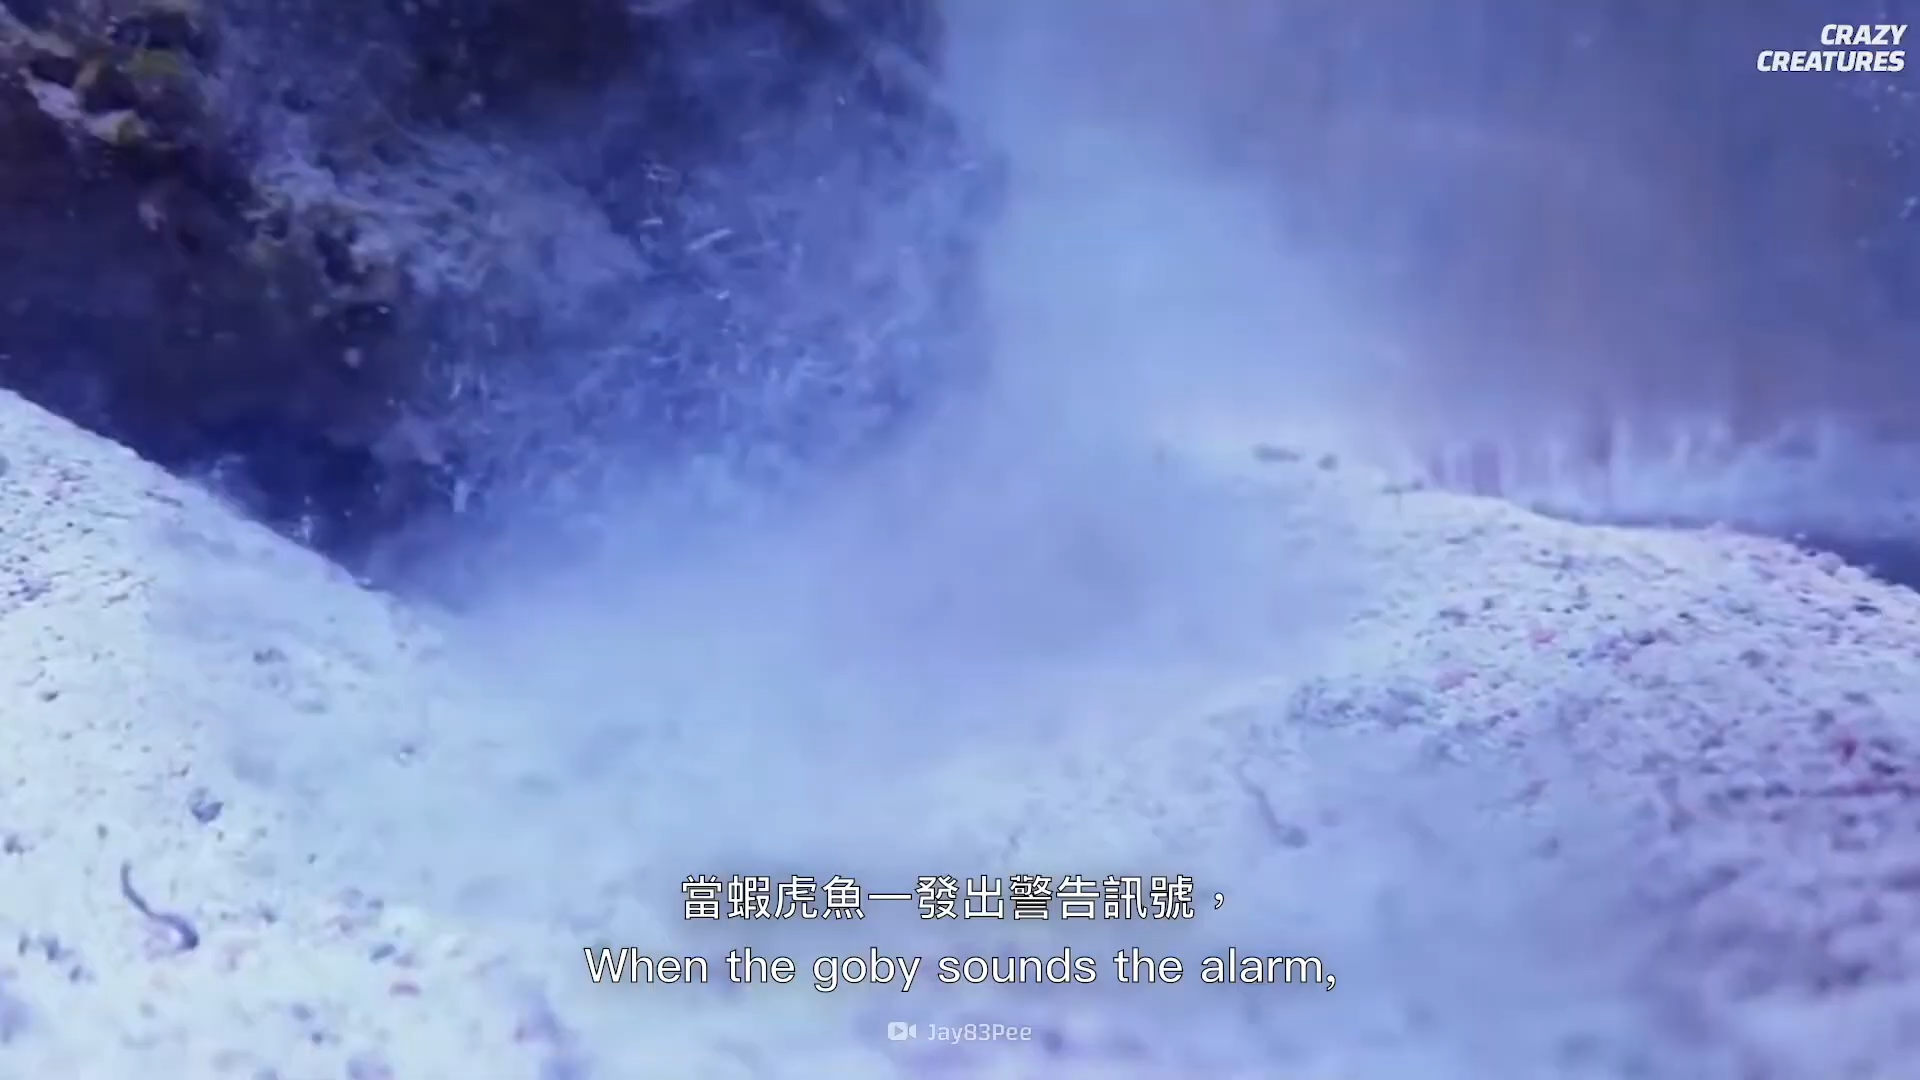 CRAZY
CREATURES
當蝦虎魚一發出警告訊號，
When the goby sounds the alarm,
Jay83Pee